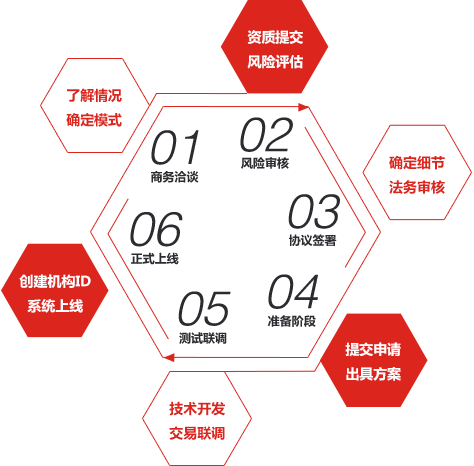 资质提交
风险评估
了解情况
确定模式
01
商务洽谈
02
风险审核
确定细节
法务审核
03
协议签署
06
正式上线
创建机构ID
系统上线
04
准备阶段
05
测试联调
提交申请
出具方案
技术开发
交易联调